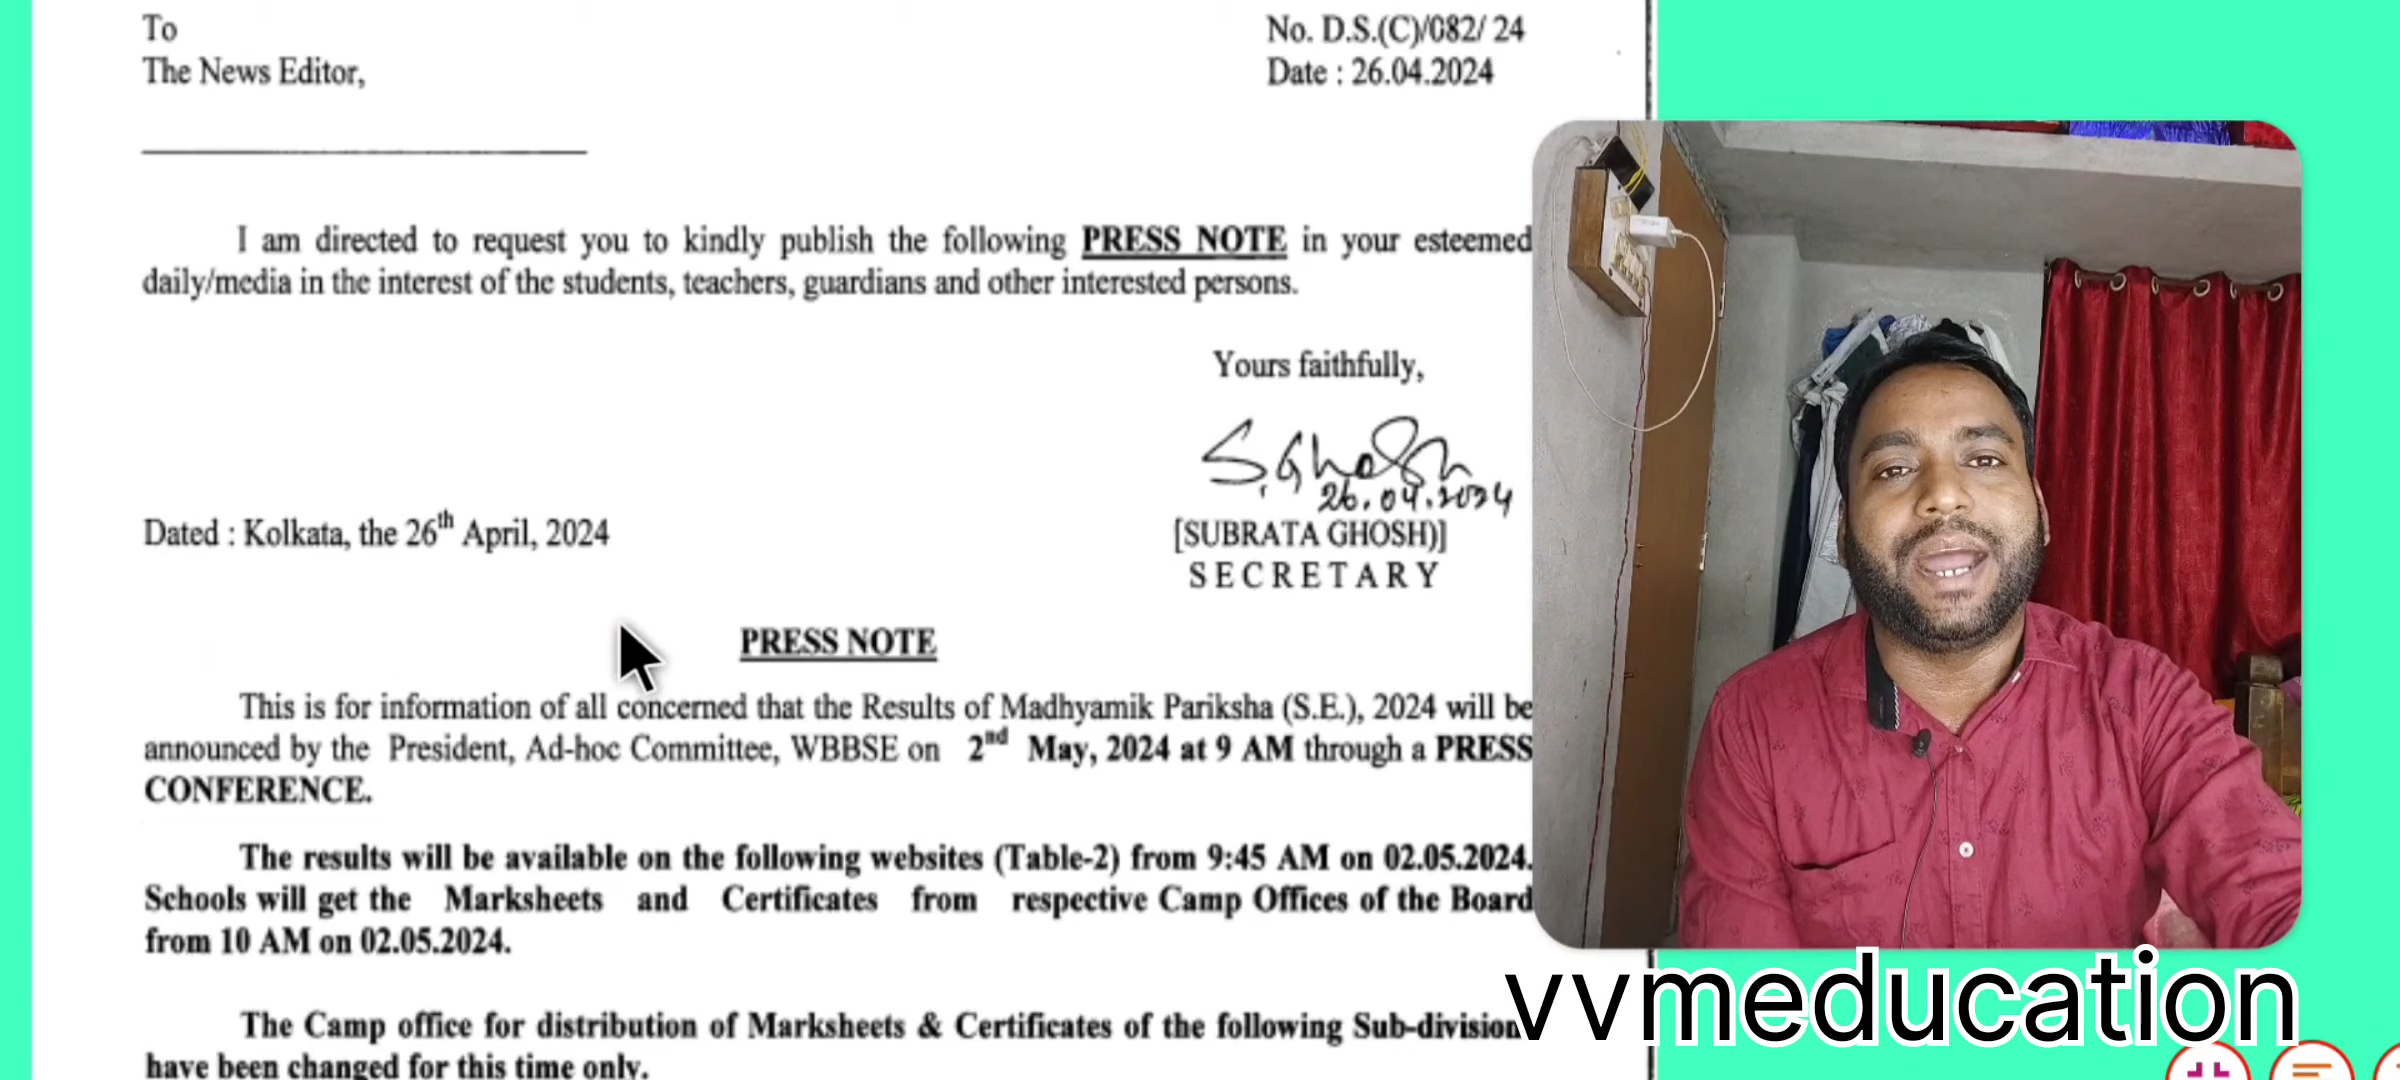 To
The News Editor,
No. D.S.(C)/082/ 24
Date : 26.04.2024
I am directed to request you to kindly publish the following PRESS NOTE in your esteemed
daily/media in the interest of the students, teachers, guardians and other interested persons.
Yours faithfully,
S.Ghosh
26.04.2024
Dated : Kolkata, the 26th April, 2024
[SUBRATA GHOSH)]
SECRETARY
PRESS NOTE
This is for information of all concerned that the Results of Madhyamik Pariksha (S.E.), 2024 will be
announced by the President, Ad-hoc Committee, WBBSE on 2nd May, 2024 at 9 AM through a PRESS
CONFERENCE.
The results will be available on the following websites (Table-2) from 9:45 AM on 02.05.2024.
Schools will get the Marksheets and Certificates from respective Camp Offices of the Board
from 10 AM on 02.05.2024.
The Camp office for distribution of Marksheets & Certificates of the following Sub-division
have been changed for this time only.
vvmeducation